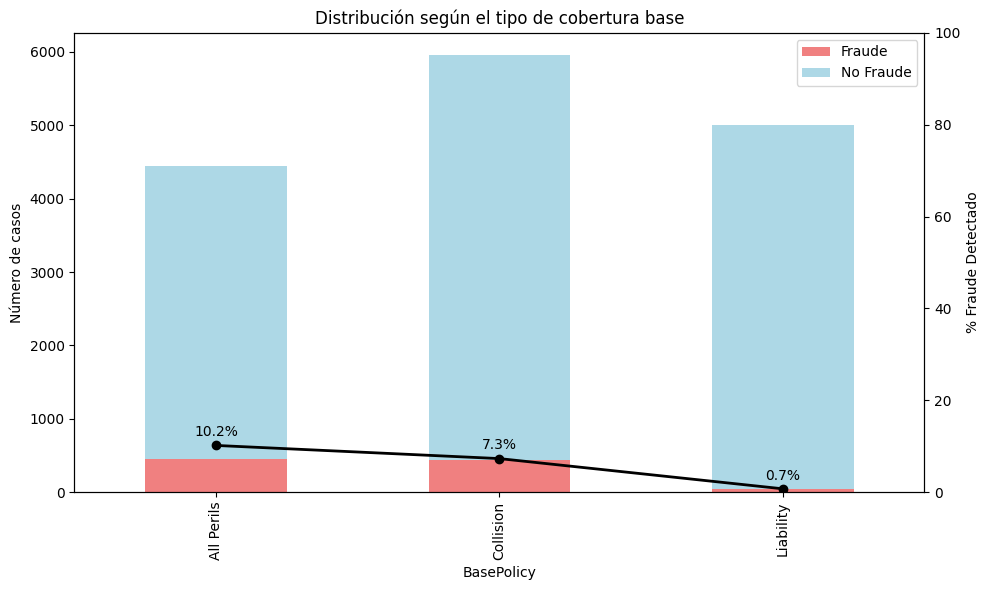 Distribución según el tipo de cobertura base
Fraude
No Fraude
Número de casos
6000
5000
4000
3000
2000
1000
0
100
80
60
40
20
0
% Fraude Detectado
10.2%
7.3%
0.7%
All Perils
Collision
Liability
BasePolicy